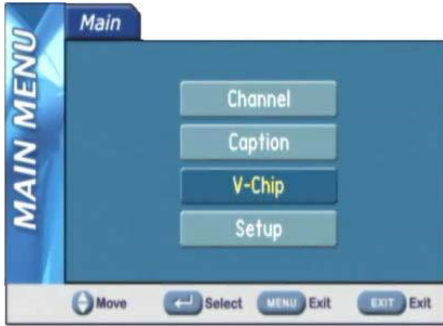 Main
MAIN MENU
Channel
Caption
V-Chip
Setup
Move Select MENU Exit EXIT Exit